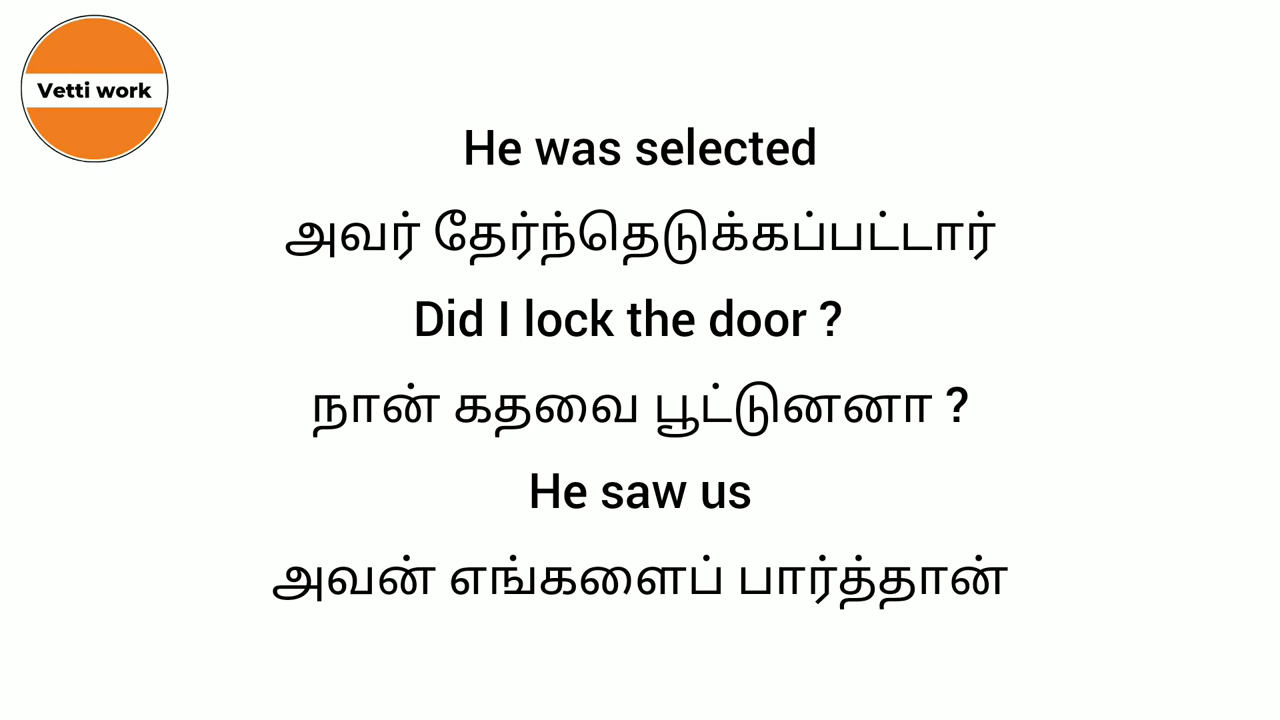 Vetti work
He was selected
அவர் தேர்ந்தெடுக்கப்பட்டார்
Did I lock the door ?
நான் கதவை பூட்டுனனா ?
He saw us
அவன் எங்களைப் பார்த்தான்